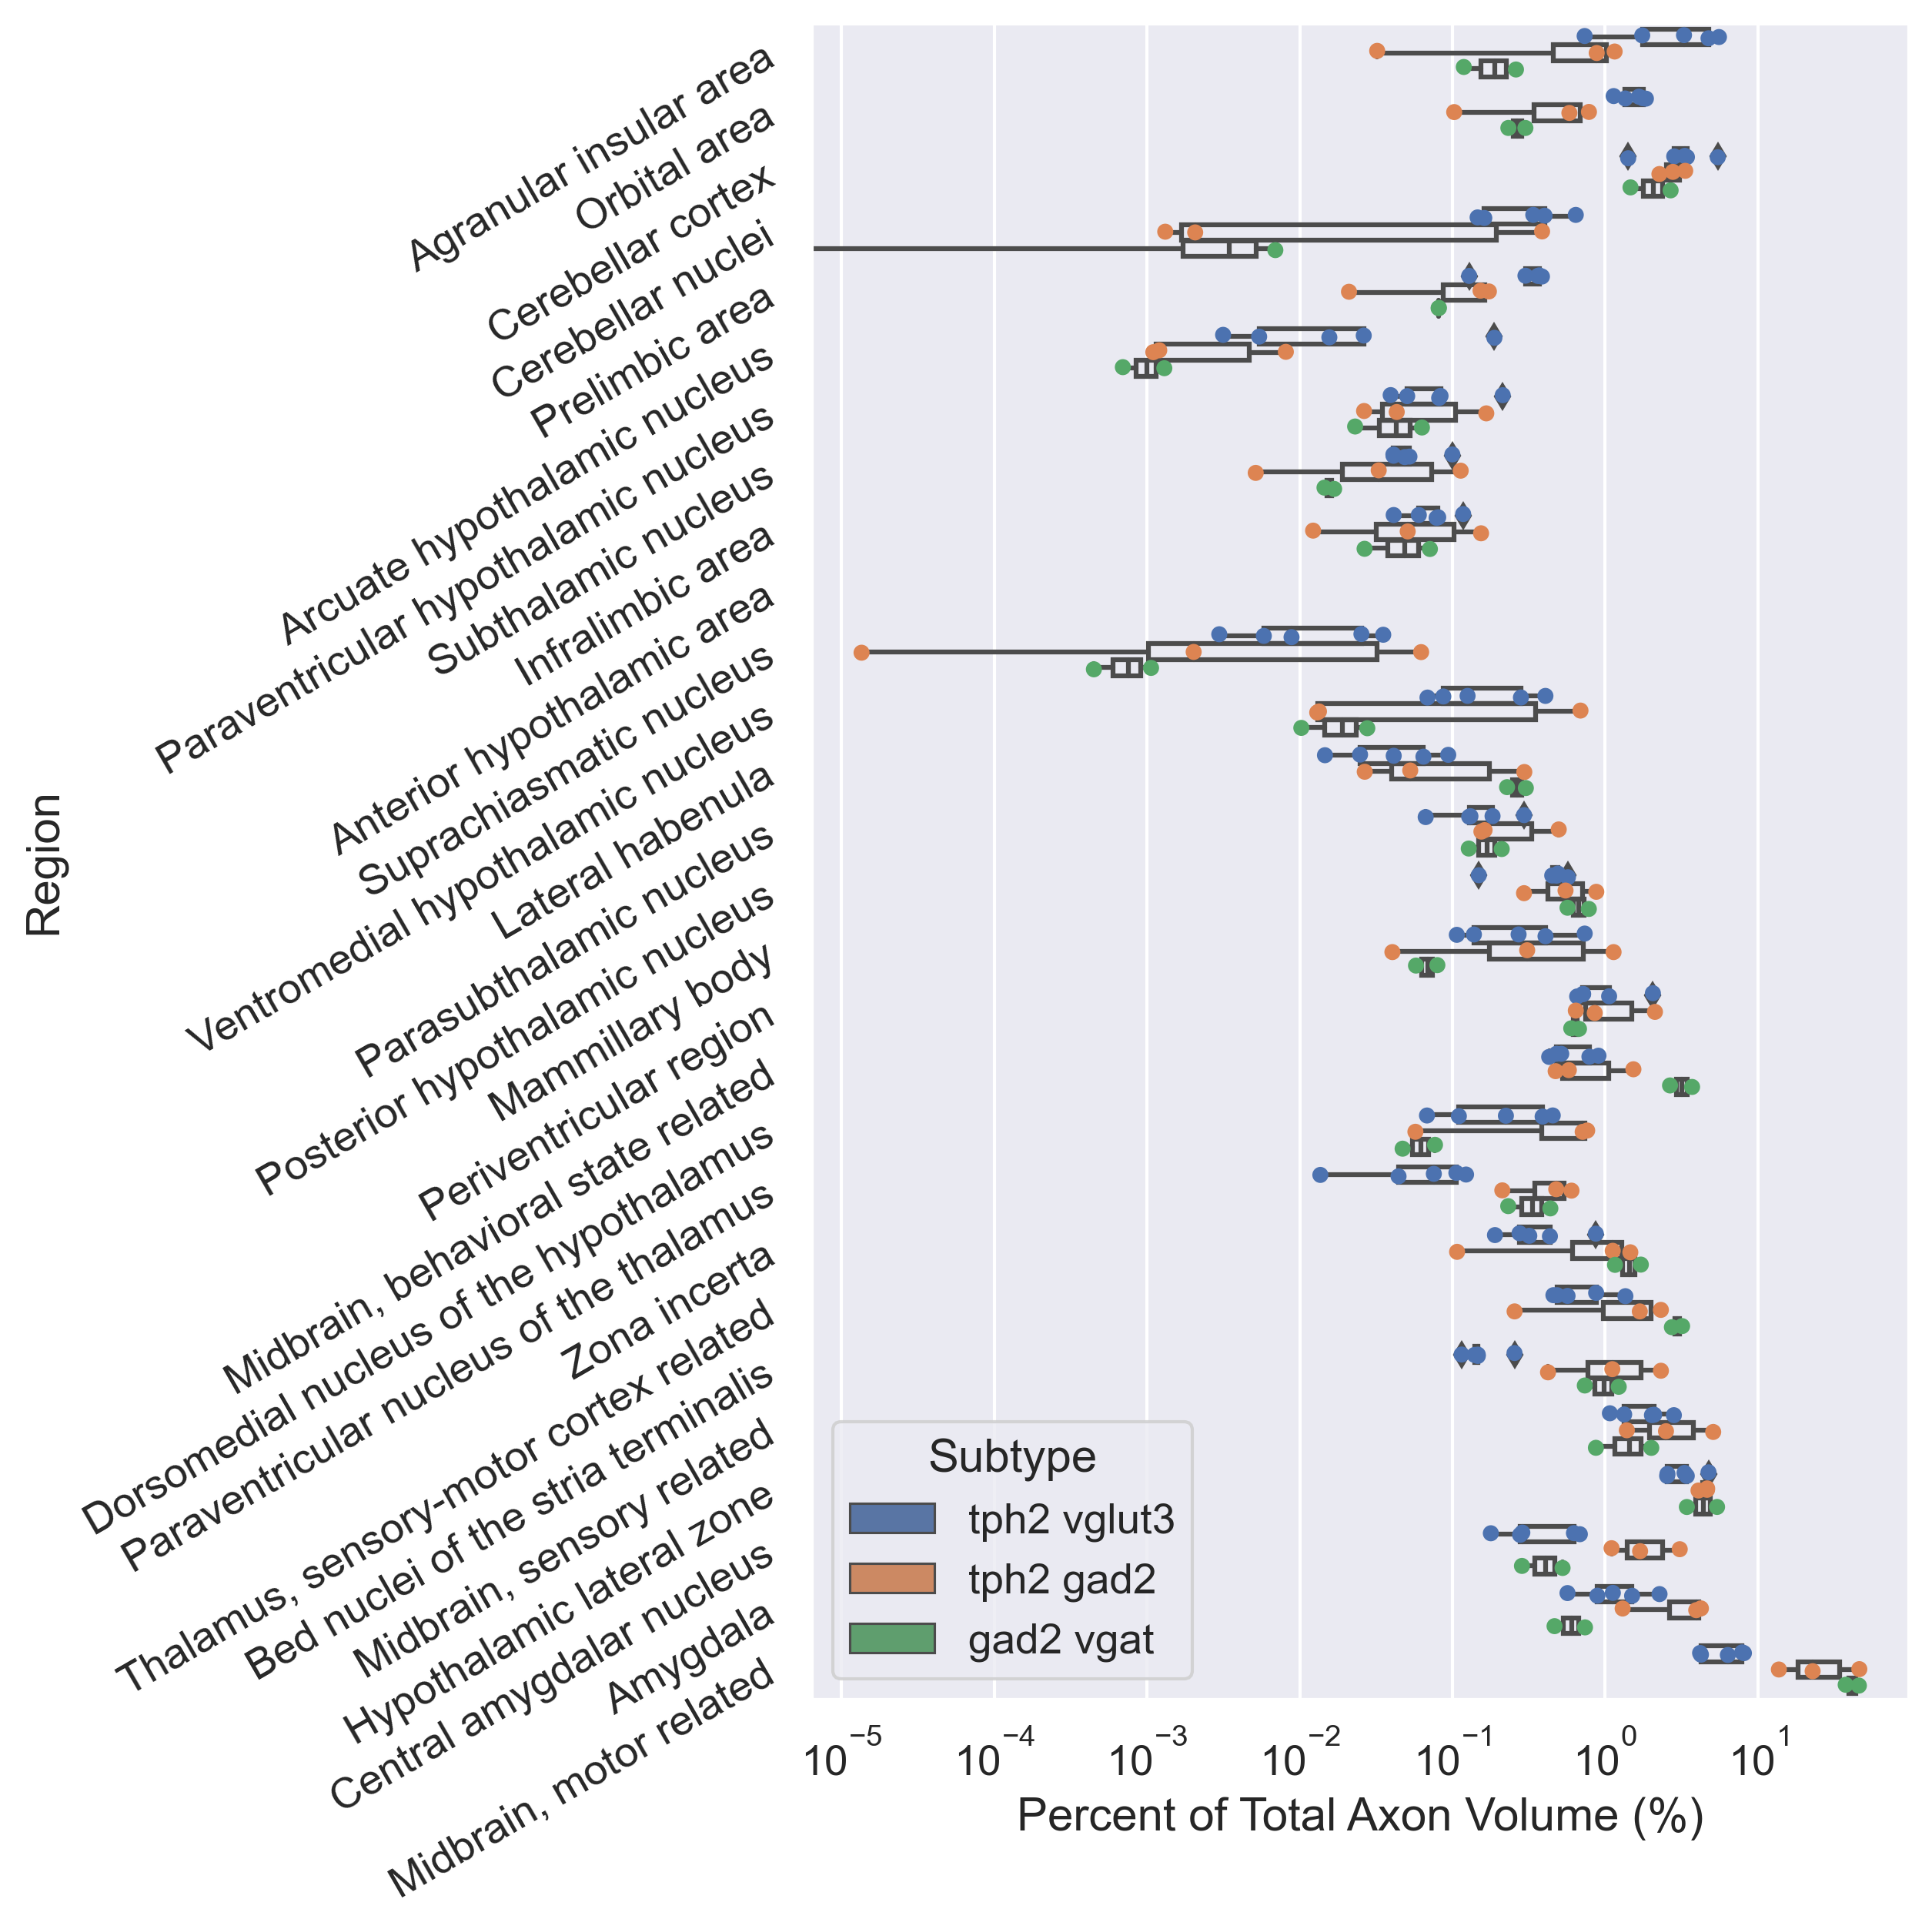 Region
Agranular insular area
Orbital area
Cerebellar cortex
Cerebellar nuclei
Prelimbic area
Arcuate hypothalamic nucleus
Paraventricular hypothalamic nucleus
Subthalamic nucleus
Infralimbic area
Anterior hypothalamic area
Suprachiasmatic nucleus
Ventromedial hypothalamic nucleus
Lateral habenula
Parasubthalamic nucleus
Posterior hypothalamic nucleus
Mammillary body
Periventricular region
Midbrain, behavioral state related
Dorsomedial nucleus of the hypothalamus
Paraventricular nucleus of the thalamus
Zona incerta
Thalamus, sensory-motor cortex related
Bed nuclei of the stria terminalis
Midbrain, sensory related
Hypothalamic lateral zone
Central amygdalar nucleus
Amygdala
Midbrain, motor related
Subtype
tph2 vglut3
tph2 gad2
gad2 vgat
10⁻⁵ 10⁻⁴ 10⁻³ 10⁻² 10⁻¹ 10⁰ 10¹
Percent of Total Axon Volume (%)